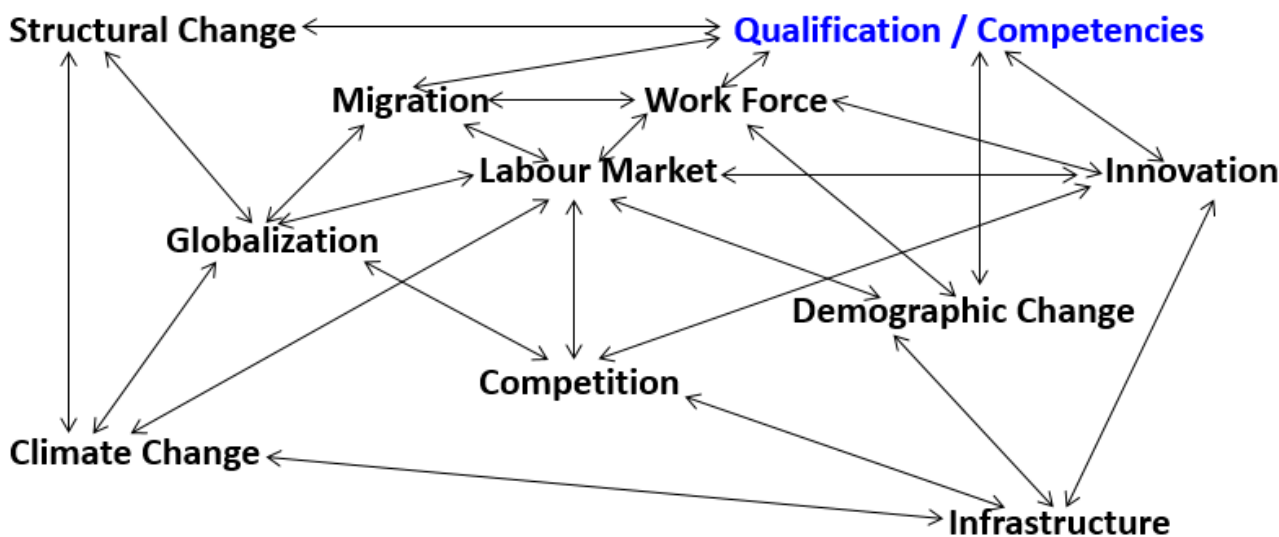 Structural Change
Qualification / Competencies
Migration
Work Force
Labour Market
Innovation
Globalization
Demographic Change
Competition
Climate Change
Infrastructure